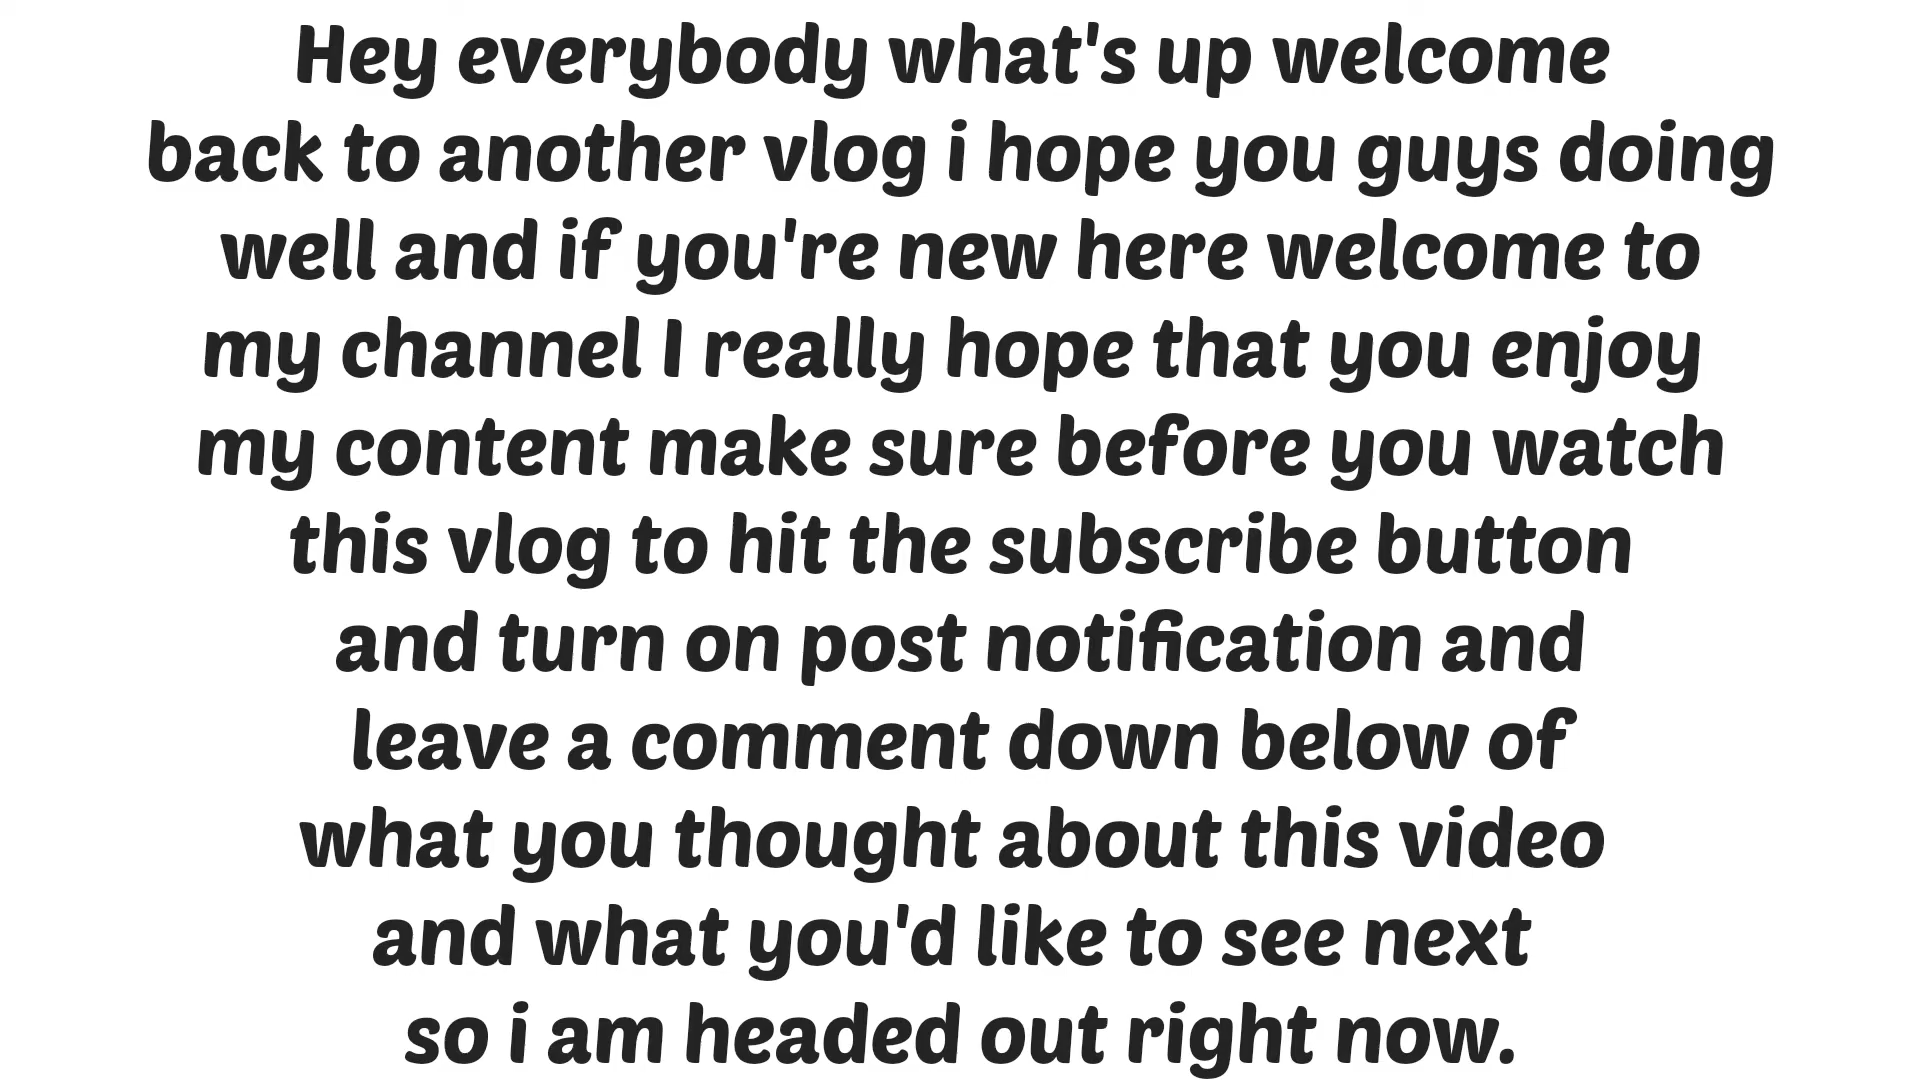 Hey everybody what's up welcome
back to another vlog i hope you guys doing
well and if you're new here welcome to
my channel I really hope that you enjoy
my content make sure before you watch
this vlog to hit the subscribe button
and turn on post notification and
leave a comment down below of
what you thought about this video
and what you'd like to see next
so i am headed out right now.